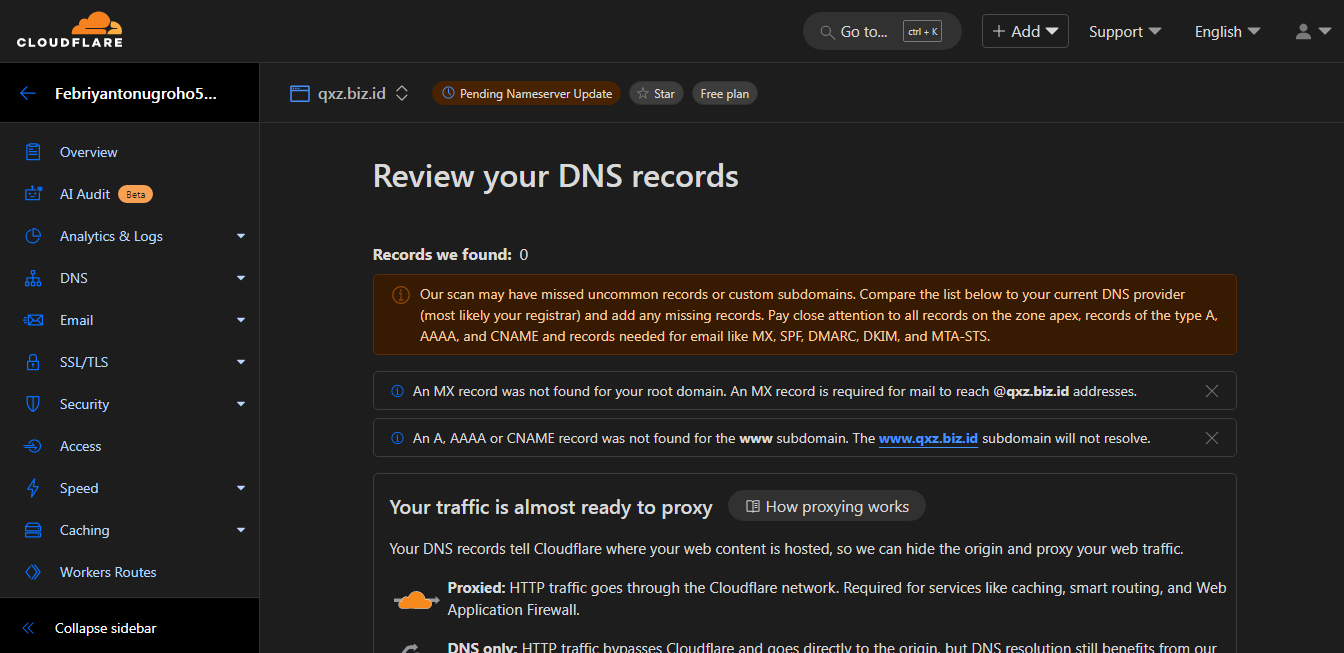 CLOUDFLARE
Go to... ctrl + K
+ Add
Support
English
Febriyantonugroho5...
qxz.biz.id
Pending Nameserver Update
Star
Free plan
Overview
AI Audit Beta
Analytics & Logs
DNS
Email
SSL/TLS
Security
Access
Speed
Caching
Workers Routes
Collapse sidebar
Review your DNS records
Records we found: 0
Our scan may have missed uncommon records or custom subdomains. Compare the list below to your current DNS provider
(most likely your registrar) and add any missing records. Pay close attention to all records on the zone apex, records of the type A,
AAAA, and CNAME and records needed for email like MX, SPF, DMARC, DKIM, and MTA-STS.
An MX record was not found for your root domain. An MX record is required for mail to reach @qxz.biz.id addresses.
An A, AAAA or CNAME record was not found for the www subdomain. The www.qxz.biz.id subdomain will not resolve.
Your traffic is almost ready to proxy
How proxying works
Your DNS records tell Cloudflare where your web content is hosted, so we can hide the origin and proxy your web traffic.
Proxied: HTTP traffic goes through the Cloudflare network. Required for services like caching, smart routing, and Web
Application Firewall.
DNS only: HTTP traffic bypasses Cloudflare and goes directly to the origin, but DNS resolution still benefits from our